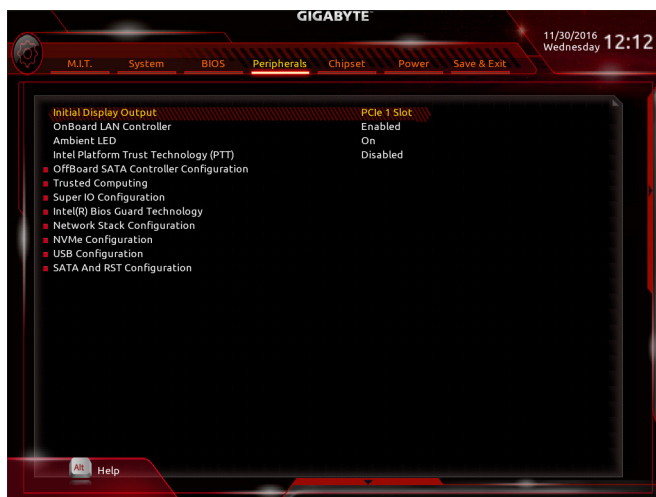 GIGABYTE™
11/30/2016
Wednesday
12:12
M.I.T. System BIOS Peripherals Chipset Power Save & Exit
Initial Display Output PCIe 1 Slot
OnBoard LAN Controller Enabled
Ambient LED On
Intel Platform Trust Technology (PTT) Disabled
OffBoard SATA Controller Configuration
Trusted Computing
Super IO Configuration
Intel(R) Bios Guard Technology
Network Stack Configuration
NVMe Configuration
USB Configuration
SATA And RST Configuration
Alt Help